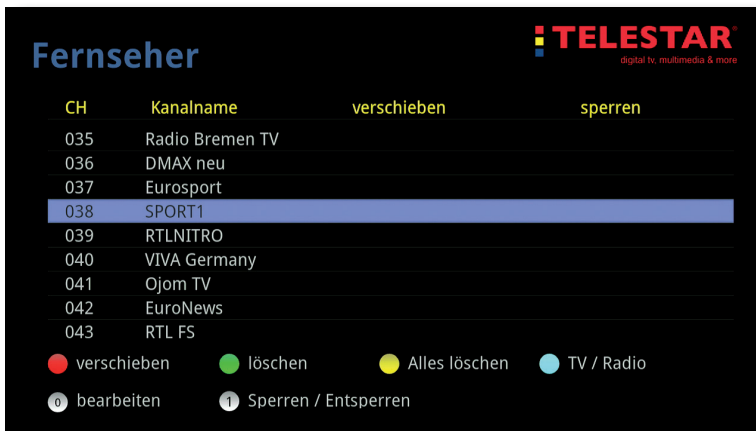 Fernseher
TELESTAR
digital tv, multimedia & more
CH Kanalname verschieben sperren
035 Radio Bremen TV
036 DMAX neu
037 Eurosport
038 SPORT1
039 RTLNITRO
040 VIVA Germany
041 Ojom TV
042 EuroNews
043 RTL FS
verschieben löschen Alles löschen TV / Radio
0 bearbeiten 1 Sperren / Entsperren